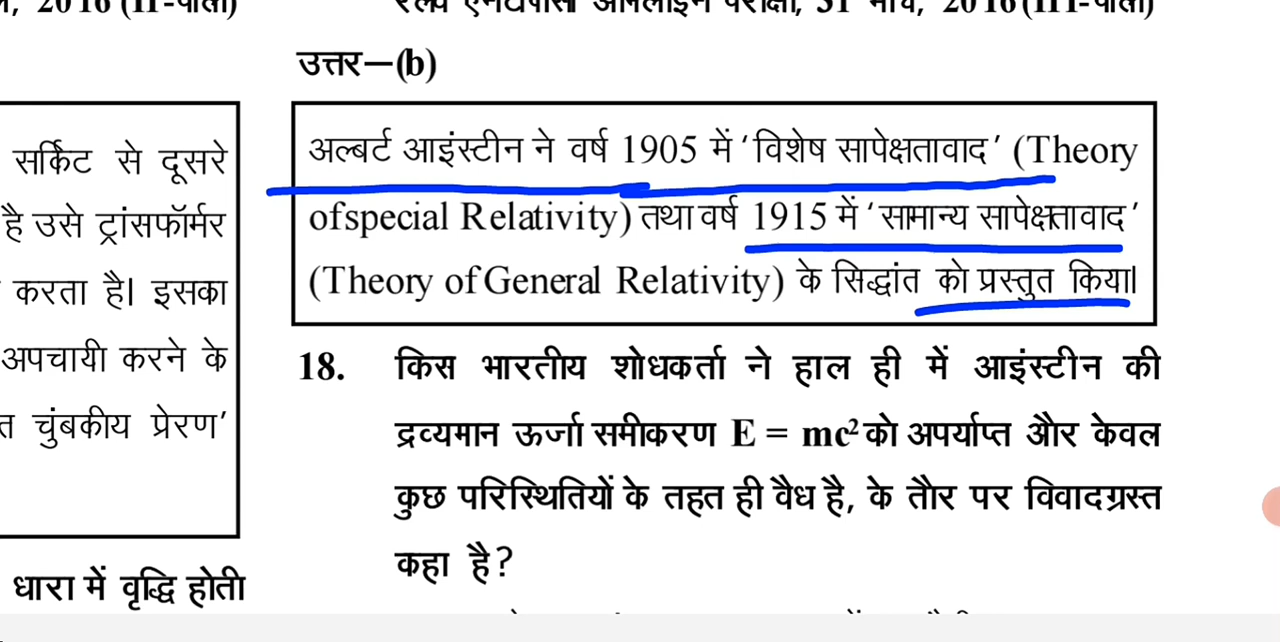 सर्किट से दूसरे
है उसे ट्रांसफॉर्मर
करता है। इसका
अपचायी करने के
चुंबकीय प्रेरण’
धारा में वृद्धि होती
उत्तर—(b)
अल्बर्ट आइंस्टीन ने वर्ष 1905 में ‘विशेष सापेक्षतावाद’ (Theory
ofspecial Relativity) तथा वर्ष 1915 में ‘सामान्य सापेक्षतावाद’
(Theory of General Relativity) के सिद्धांत को प्रस्तुत किया।
18. किस भारतीय शोधकर्ता ने हाल ही में आइंस्टीन की
द्रव्यमान ऊर्जा समीकरण E = mc² को अपर्याप्त और केवल
कुछ परिस्थितियों के तहत ही वैध है, के तौर पर विवादग्रस्त
कहा है?